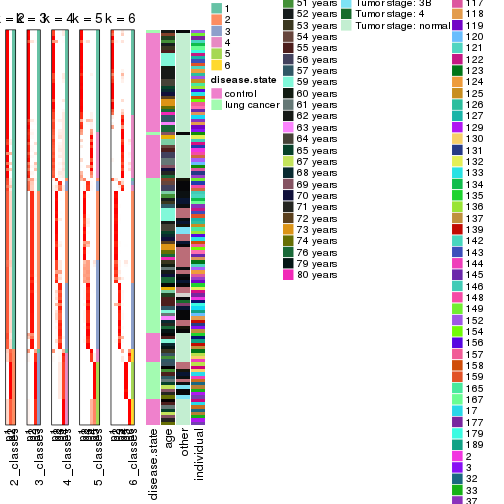 k = 2
k = 3
k = 4
k = 5
k = 6
1
2
3
4
5
6
disease.state
control
lung cancer
51 years
52 years
53 years
54 years
55 years
56 years
57 years
59 years
60 years
61 years
62 years
63 years
64 years
65 years
67 years
68 years
69 years
70 years
71 years
72 years
73 years
74 years
76 years
79 years
80 years
Tumor stage: 3B
Tumor stage: 4
Tumor stage: normal
117
118
119
120
121
122
123
124
125
126
127
129
130
131
132
133
134
135
136
137
139
142
143
144
145
146
148
149
152
154
156
157
158
159
165
167
17
177
179
189
2
3
32
33
37
2_classes
3_classes
4_classes
5_classes
6_classes
disease.state
age
other
individual